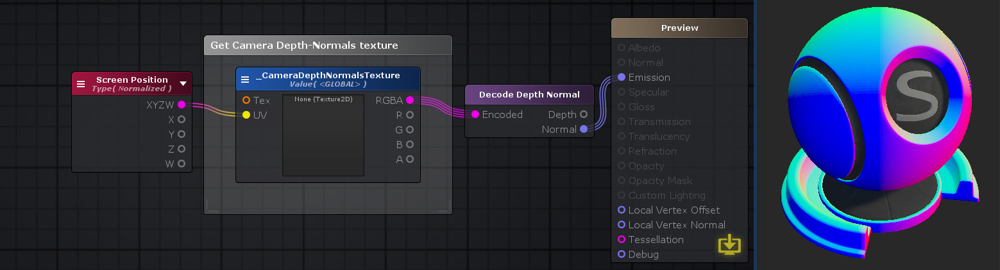 Get Camera Depth-Normals texture
Screen Position
Type( Normalized )
XYZW
X
Y
Z
W
_CameraDepthNormalsTexture
Value( <GLOBAL> )
Tex
UV
None (Texture2D)
RGBA
R
G
B
A
Decode Depth Normal
Encoded
Depth
Normal
Preview
Albedo
Normal
Emission
Specular
Gloss
Transmission
Translucency
Refraction
Opacity
Opacity Mask
Custom Lighting
Local Vertex Offset
Local Vertex Normal
Tessellation
Debug
S